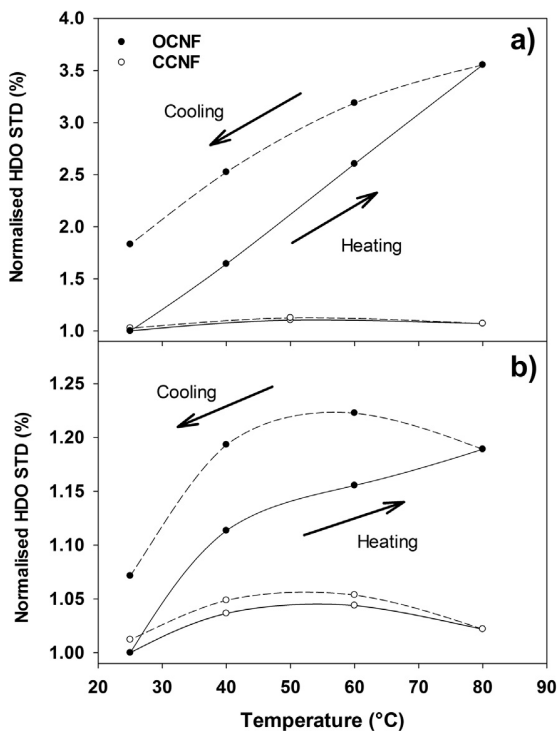 a)
OCNF
CCNF
Cooling
Heating
Normalised HDO STD (%)
4.0
3.5
3.0
2.5
2.0
1.5
1.0
b)
Cooling
Heating
Normalised HDO STD (%)
1.25
1.20
1.15
1.10
1.05
1.00
20 30 40 50 60 70 80 90
Temperature (°C)